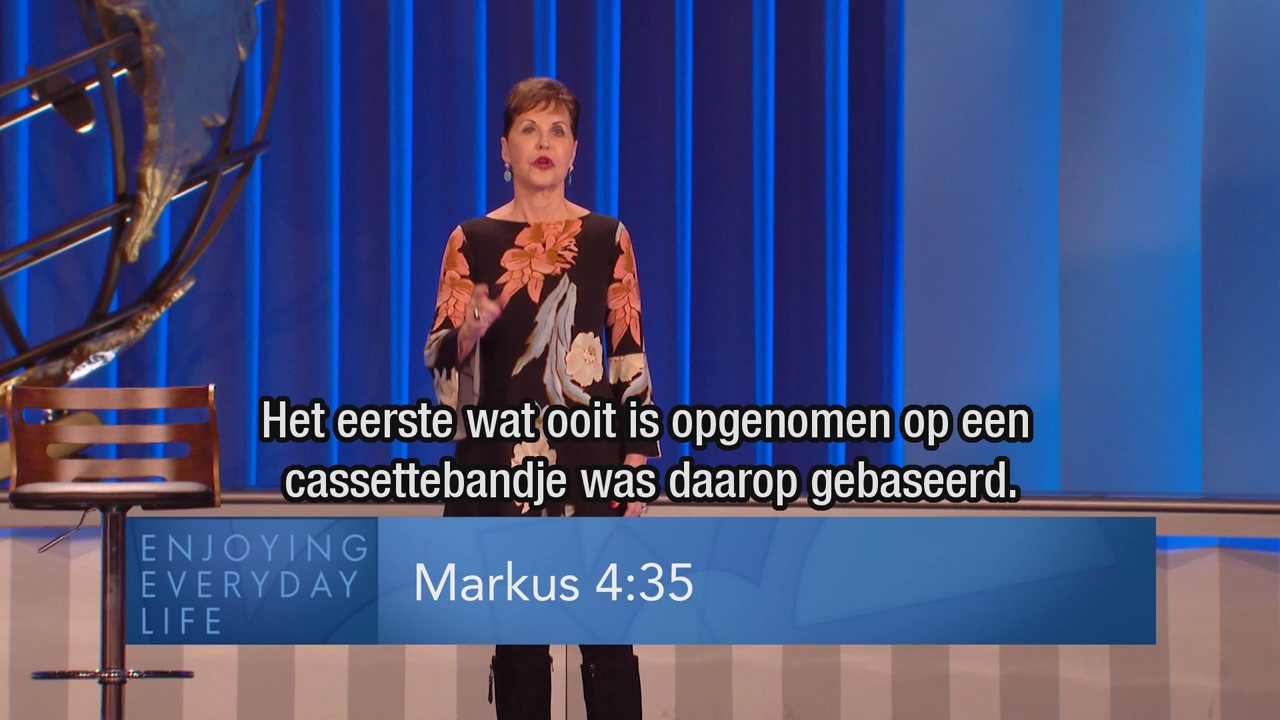 Het eerste wat ooit is opgenomen op een
cassettebandje was daarop gebaseerd.
ENJOYING
EVERYDAY
LIFE
Markus 4:35